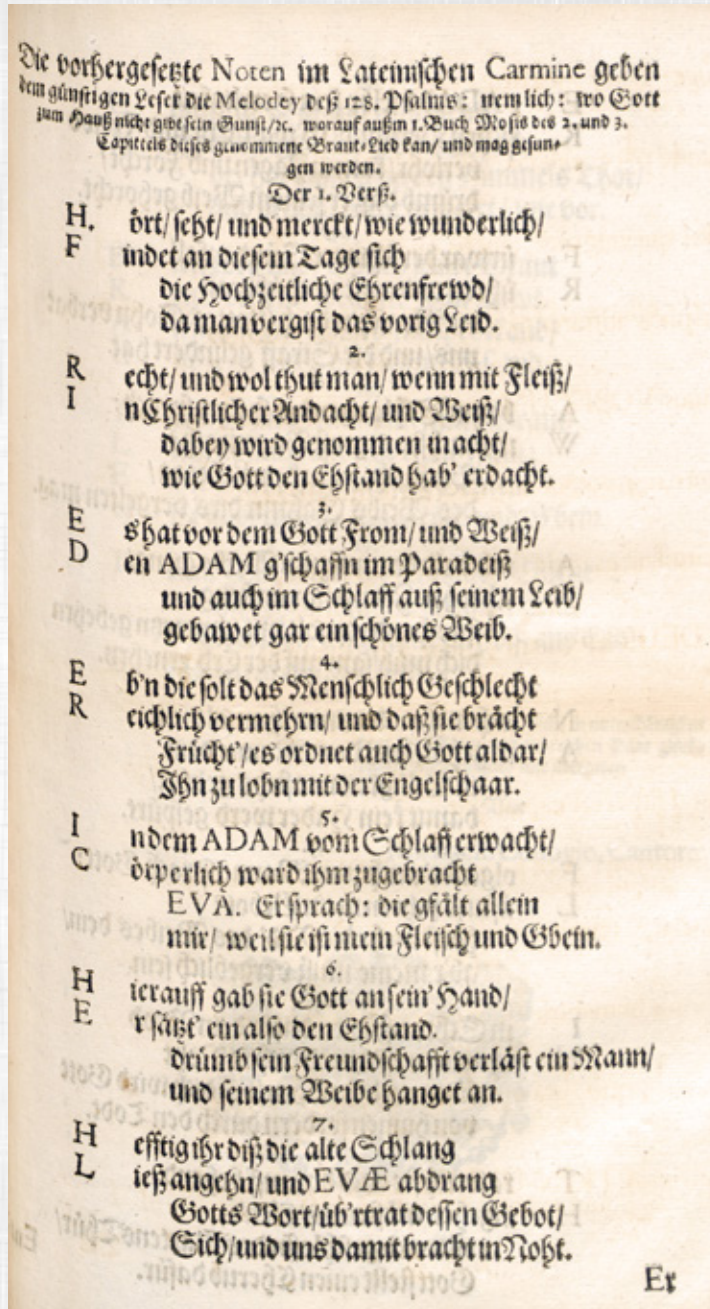 Die vorhergesetzte Noten im Lateinischen Carmine geben
dem günstigen Leser die Melodey deß 128. Psalms: nemlich: wo Gott
zum Hauß nicht gibt sein Gunst/ ꝛc. worauf außm 1. Buch Mosis des 2. und 3.
Capittels dieses genommene Braut-Lied kan/ und mag gesun-
gen werden.
Der 1. Verß.
H. ört/ seht/ und merckt/ wie wunderlich/
F indet an diesem Tage sich
die Hochzeitliche Ehrenfrewd/
da man vergist das vorig Leid.
2.
R echt/ und wol thut man/ wenn mit Fleiß/
I n Christlicher Andacht/ und Weiß/
dabey wird genommen in acht/
wie Gott den Ehstand hab' erdacht.
3.
E s hat vor dem Gott From/ und Weiß/
D en ADAM g'schaffn im Paradeiß
und auch im Schlaff auß seinem Leib/
gebawet gar ein schönes Weib.
4.
E b'n die solt das Menschlich Geschlecht
R eichlich vermehrn/ und daß sie brächt
Frücht'/ es ordnet auch Gott aldar/
Ihn zu lobn mit der Engelschaar.
5.
I ndem ADAM vom Schlaff erwacht/
C örperlich ward ihm zugebracht
EVA. Er sprach: die gfält allein
mir/ weil sie ist mein Fleisch und Gbein.
6.
H ierauff gab sie Gott an sein' Hand/
E r sätzt' ein also den Ehstand.
drümb sein Freundschafft verläst ein Mann/
und seinem Weibe hanget an.
7.
H efftig ihr diß die alte Schlang
L ieß angehn/ und EVÆ abdrang
Gotts Wort/ üb'rtrat dessen Gebot/
Sich/ und uns damit bracht in Noht.
Er